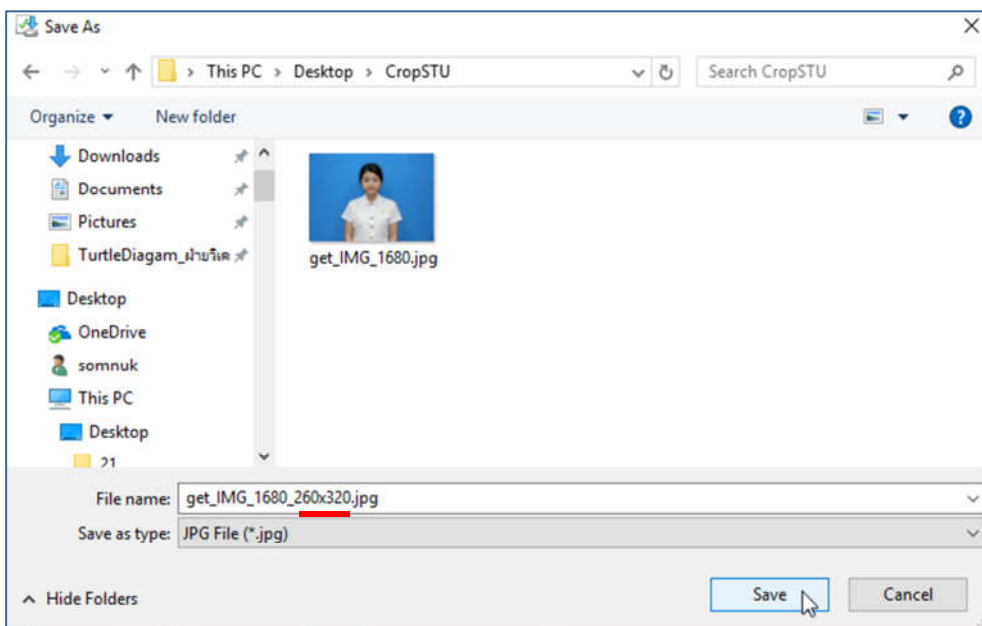 Save As
This PC > Desktop > CropSTU
Search CropSTU
Organize
New folder
Downloads
Documents
Pictures
TurtleDiagam_ฝ่ายวิเค
Desktop
OneDrive
somnuk
This PC
Desktop
21
get_IMG_1680.jpg
File name: get_IMG_1680_260x320.jpg
Save as type: JPG File (*.jpg)
Hide Folders
Save
Cancel